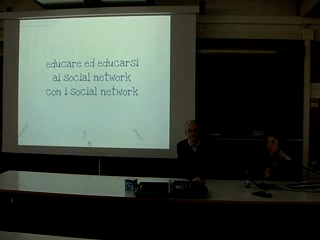 educare ed educarsi
ai social network
con i social network